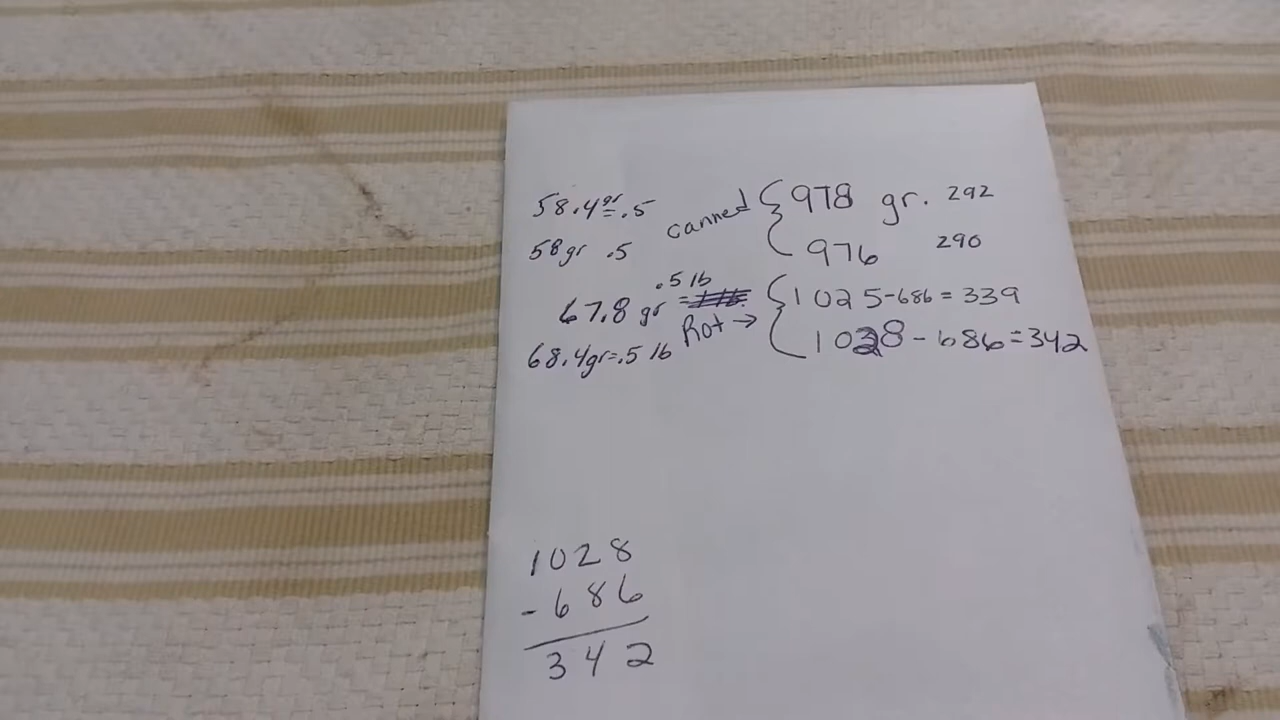 58.4gr=.5 canned { 978 gr. 292
58gr .5 976 290
.5 lb
67.8 gr = { 1025-686=339
Rot →
68.4gr=.5 lb 1028-686=342
1028
-686
342